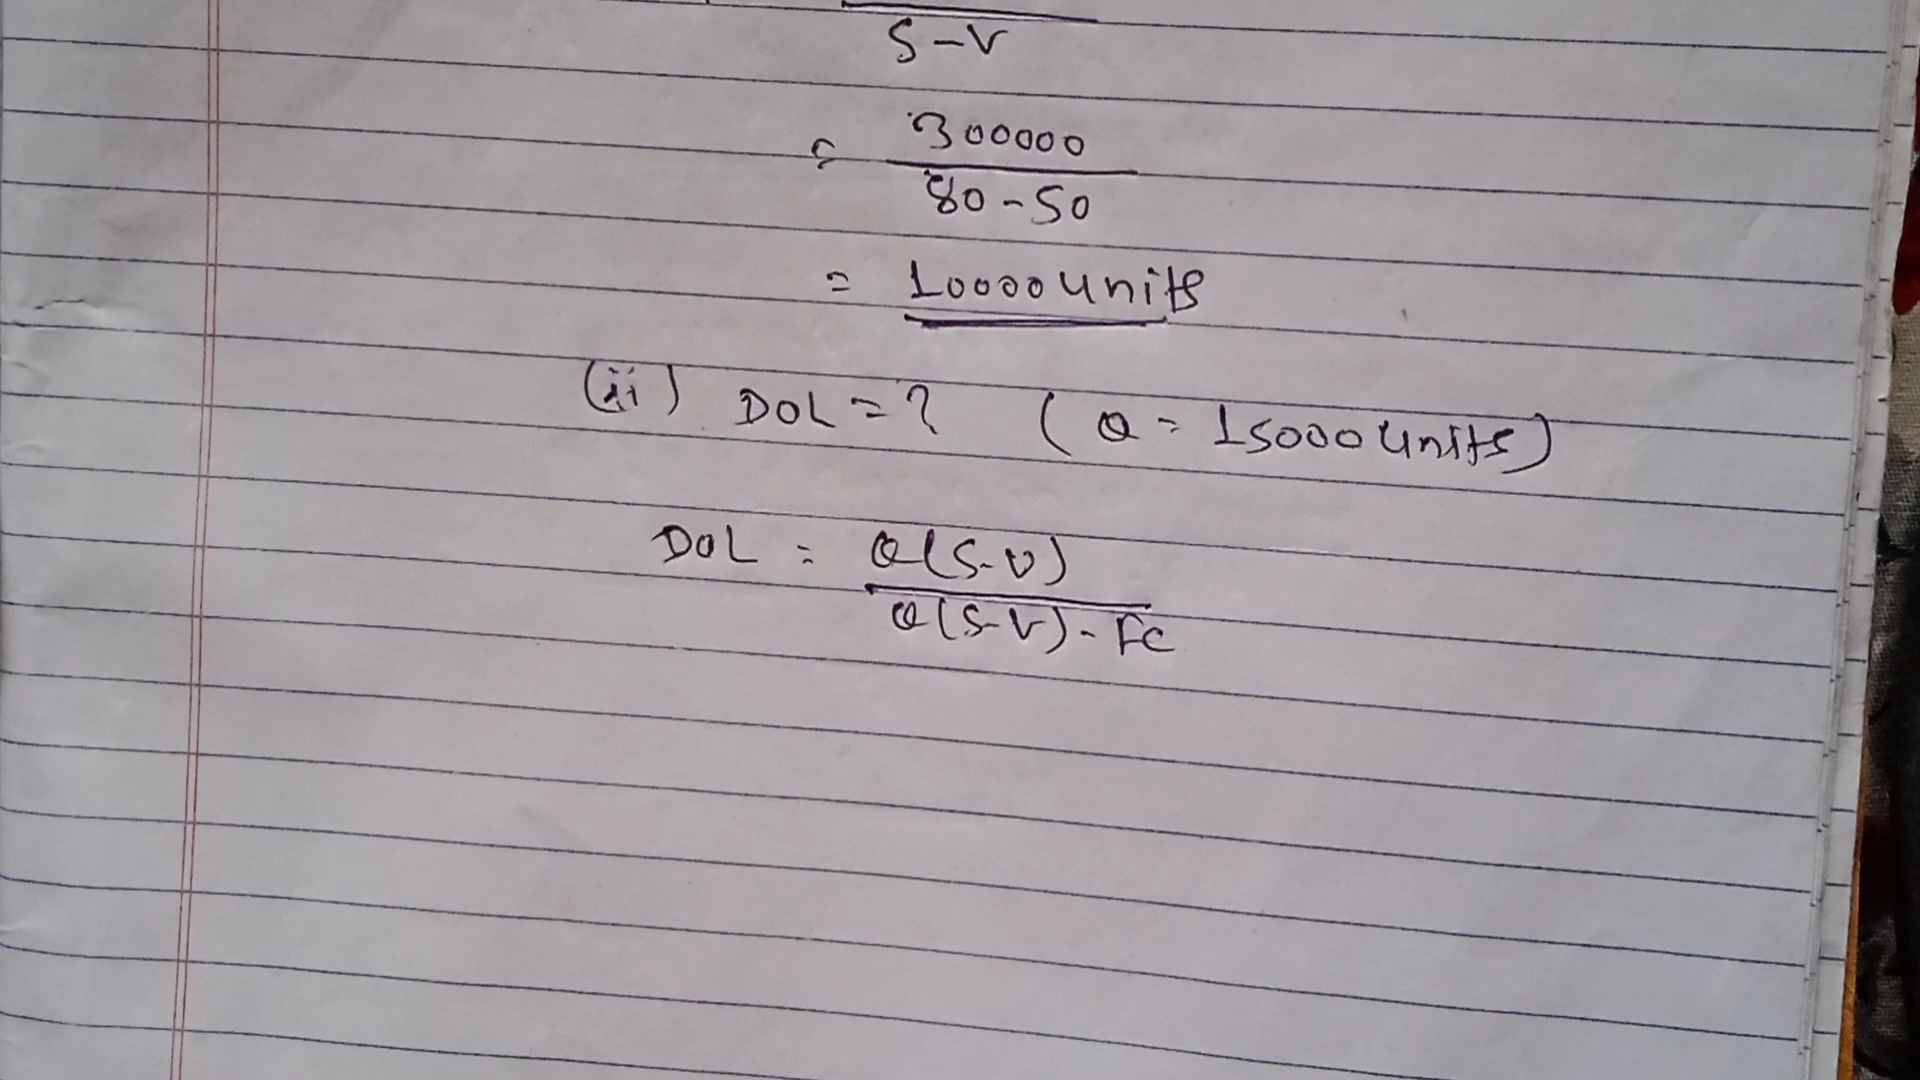 S-V
= 300000
80-50
= 10000 units
(ii) DOL = ? (Q = 15000 units)
DOL = Q(S-V)
Q(S-V)-FC